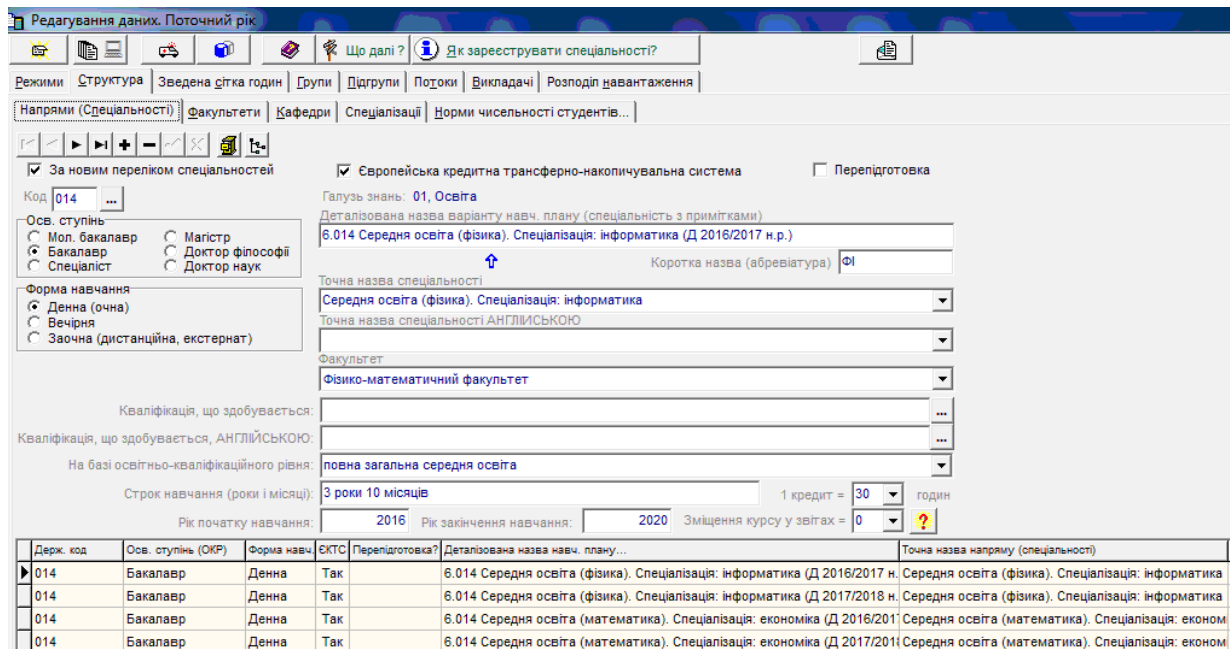 Редагування даних. Поточний рік
Що далі ? Як зареєструвати спеціальності?
Режими Структура Зведена сітка годин Групи Підгрупи Потоки Викладачі Розподіл навантаження
Напрями (Спеціальності) Факультети Кафедри Спеціалізації Норми чисельності студентів...
За новим переліком спеціальностей Європейська кредитна трансферно-накопичувальна система Перепідготовка
Код 014 ... Галузь знань: 01, Освіта
Осв. ступінь Деталізована назва варіанту навч. плану (спеціальність з примітками)
Мол. бакалавр Магістр 6.014 Середня освіта (фізика). Спеціалізація: інформатика (Д 2016/2017 н.р.)
Бакалавр Доктор філософії
Спеціаліст Доктор наук Коротка назва (абревіатура) ФІ
Точна назва спеціальності
Форма навчання
Денна (очна) Середня освіта (фізика). Спеціалізація: інформатика
Вечірня Точна назва спеціальності АНГЛІЙСЬКОЮ
Заочна (дистанційна, екстернат)
Факультет
Фізико-математичний факультет
Кваліфікація, що здобувається: ...
Кваліфікація, що здобувається, АНГЛІЙСЬКОЮ: ...
На базі освітньо-кваліфікаційного рівня: повна загальна середня освіта
Строк навчання (роки і місяці): 3 роки 10 місяців 1 кредит = 30 годин
Рік початку навчання: 2016 Рік закінчення навчання: 2020 Зміщення курсу у звітах = 0 ?
Держ. код Осв. ступінь (ОКР) Форма навч. ЄКТС Перепідготовка? Деталізована назва навч. плану... Точна назва напряму (спеціальності)
014 Бакалавр Денна Так 6.014 Середня освіта (фізика). Спеціалізація: інформатика (Д 2016/2017 н. Середня освіта (фізика). Спеціалізація: інформатика
014 Бакалавр Денна Так 6.014 Середня освіта (фізика). Спеціалізація: інформатика (Д 2017/2018 н. Середня освіта (фізика). Спеціалізація: інформатика
014 Бакалавр Денна Так 6.014 Середня освіта (математика). Спеціалізація: економіка (Д 2016/201 Середня освіта (математика). Спеціалізація: економ
014 Бакалавр Денна Так 6.014 Середня освіта (математика). Спеціалізація: економіка (Д 2017/201 Середня освіта (математика). Спеціалізація: економ